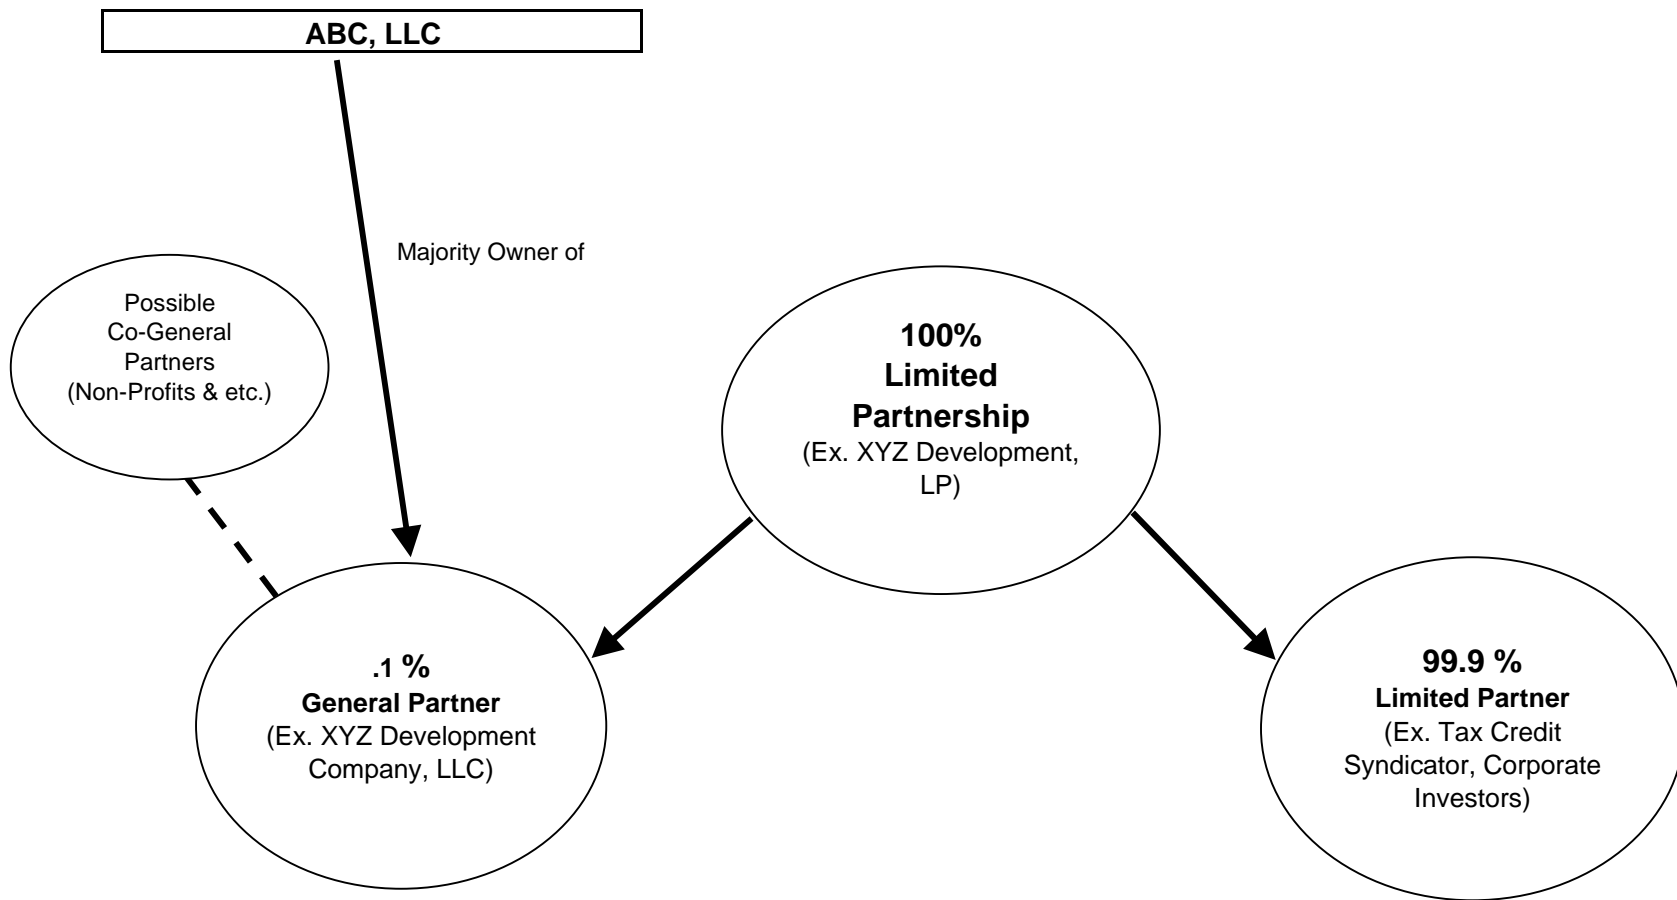 ABC, LLC
Majority Owner of
Possible
Co-General
Partners
(Non-Profits & etc.)
100%
Limited
Partnership
(Ex. XYZ Development,
LP)
.1 %
General Partner
(Ex. XYZ Development
Company, LLC)
99.9 %
Limited Partner
(Ex. Tax Credit
Syndicator, Corporate
Investors)